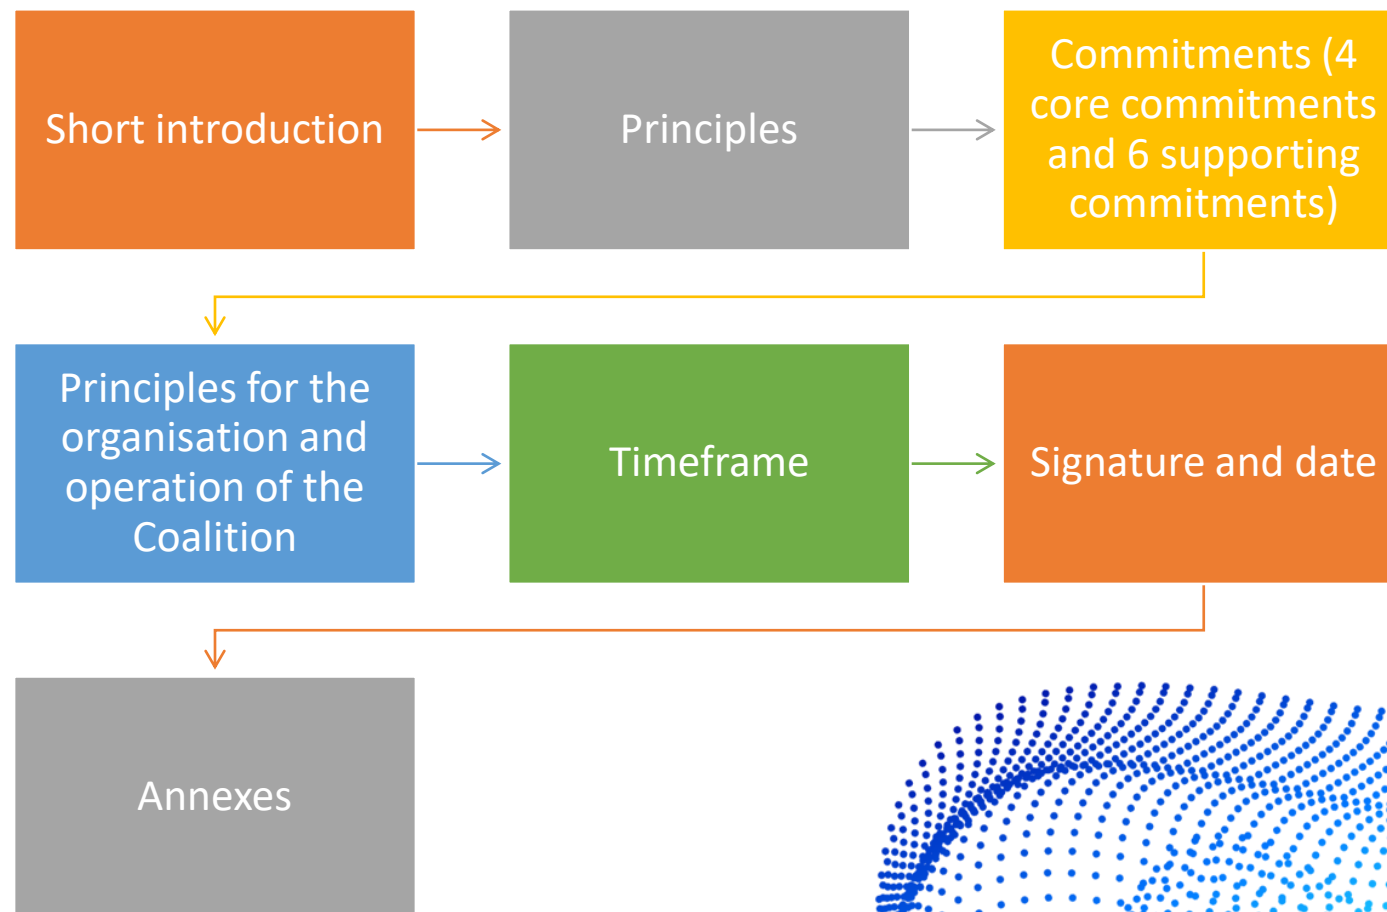 Short introduction
Principles
Commitments (4
core commitments
and 6 supporting
commitments)
Principles for the
organisation and
operation of the
Coalition
Timeframe
Signature and date
Annexes